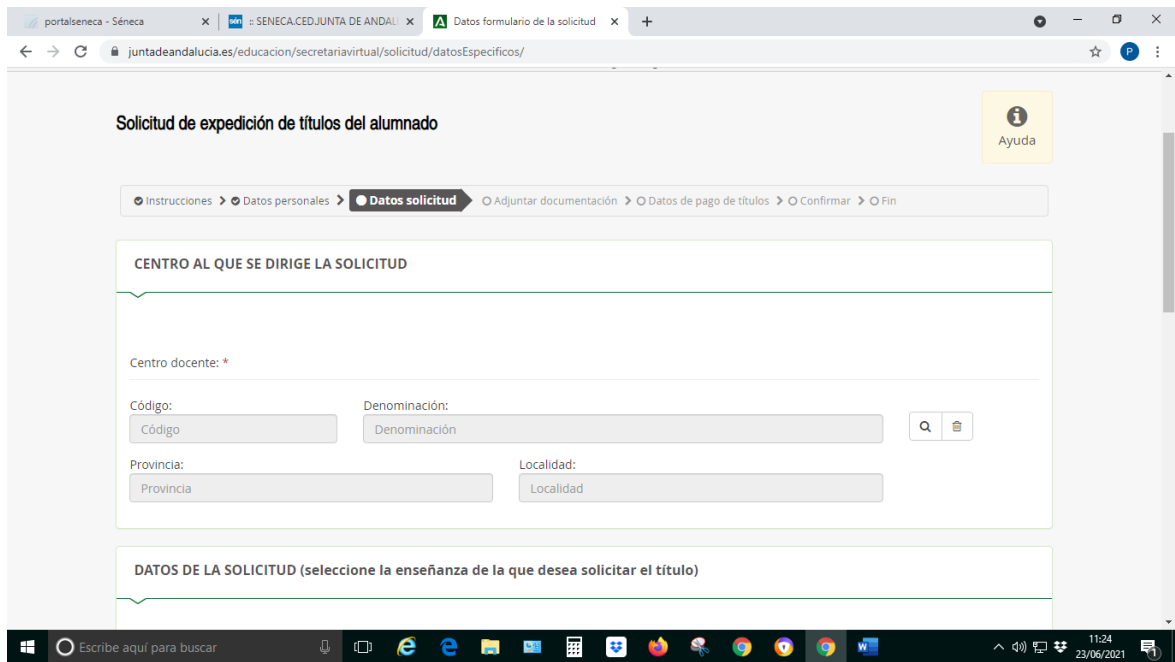 portalseneca - Séneca
sén :: SENECA.CED.JUNTA DE ANDAL
Datos formulario de la solicitud
juntadeandalucia.es/educacion/secretariavirtual/solicitud/datosEspecificos/
P
Solicitud de expedición de títulos del alumnado
Ayuda
Instrucciones Datos personales Datos solicitud Adjuntar documentación Datos de pago de títulos Confirmar Fin
CENTRO AL QUE SE DIRIGE LA SOLICITUD
Centro docente: *
Código: Denominación:
Código Denominación
Provincia: Localidad:
Provincia Localidad
DATOS DE LA SOLICITUD (seleccione la enseñanza de la que desea solicitar el título)
Escribe aquí para buscar
11:24
23/06/2021